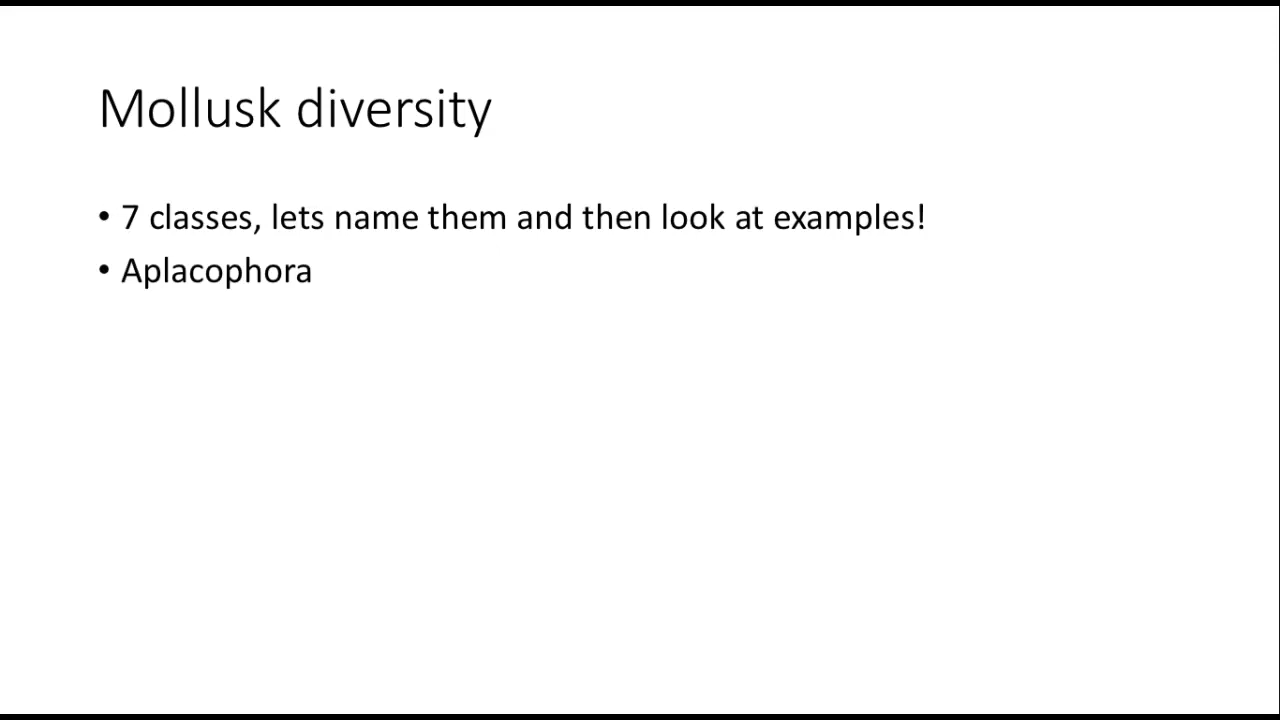 Mollusk diversity
• 7 classes, lets name them and then look at examples!
• Aplacophora